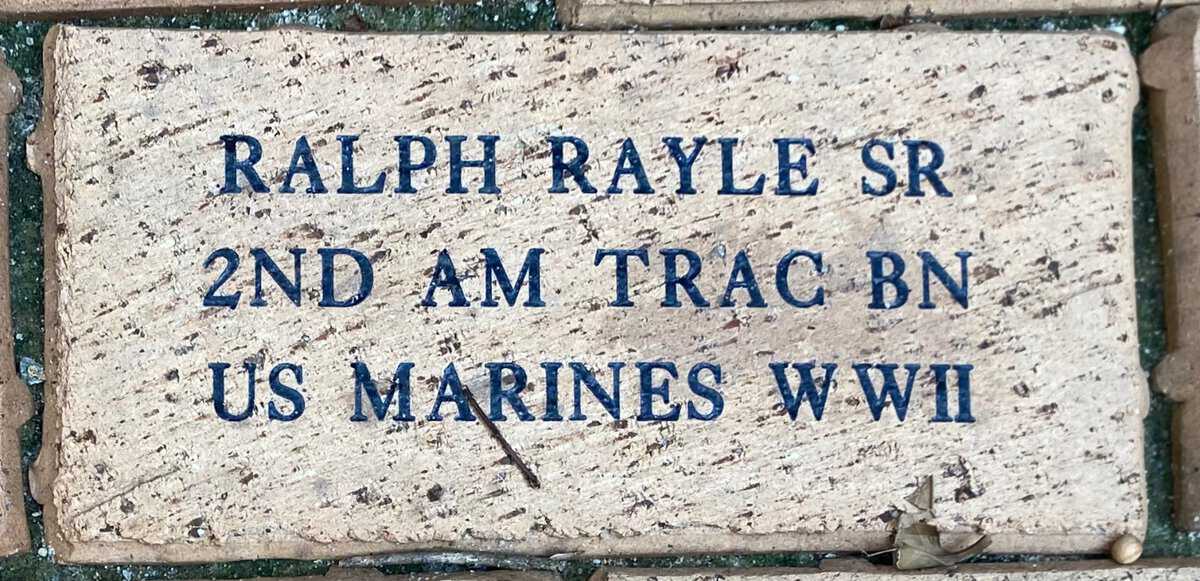 RALPH RAYLE SR
2ND AM TRAC BN
US MARINES WWII